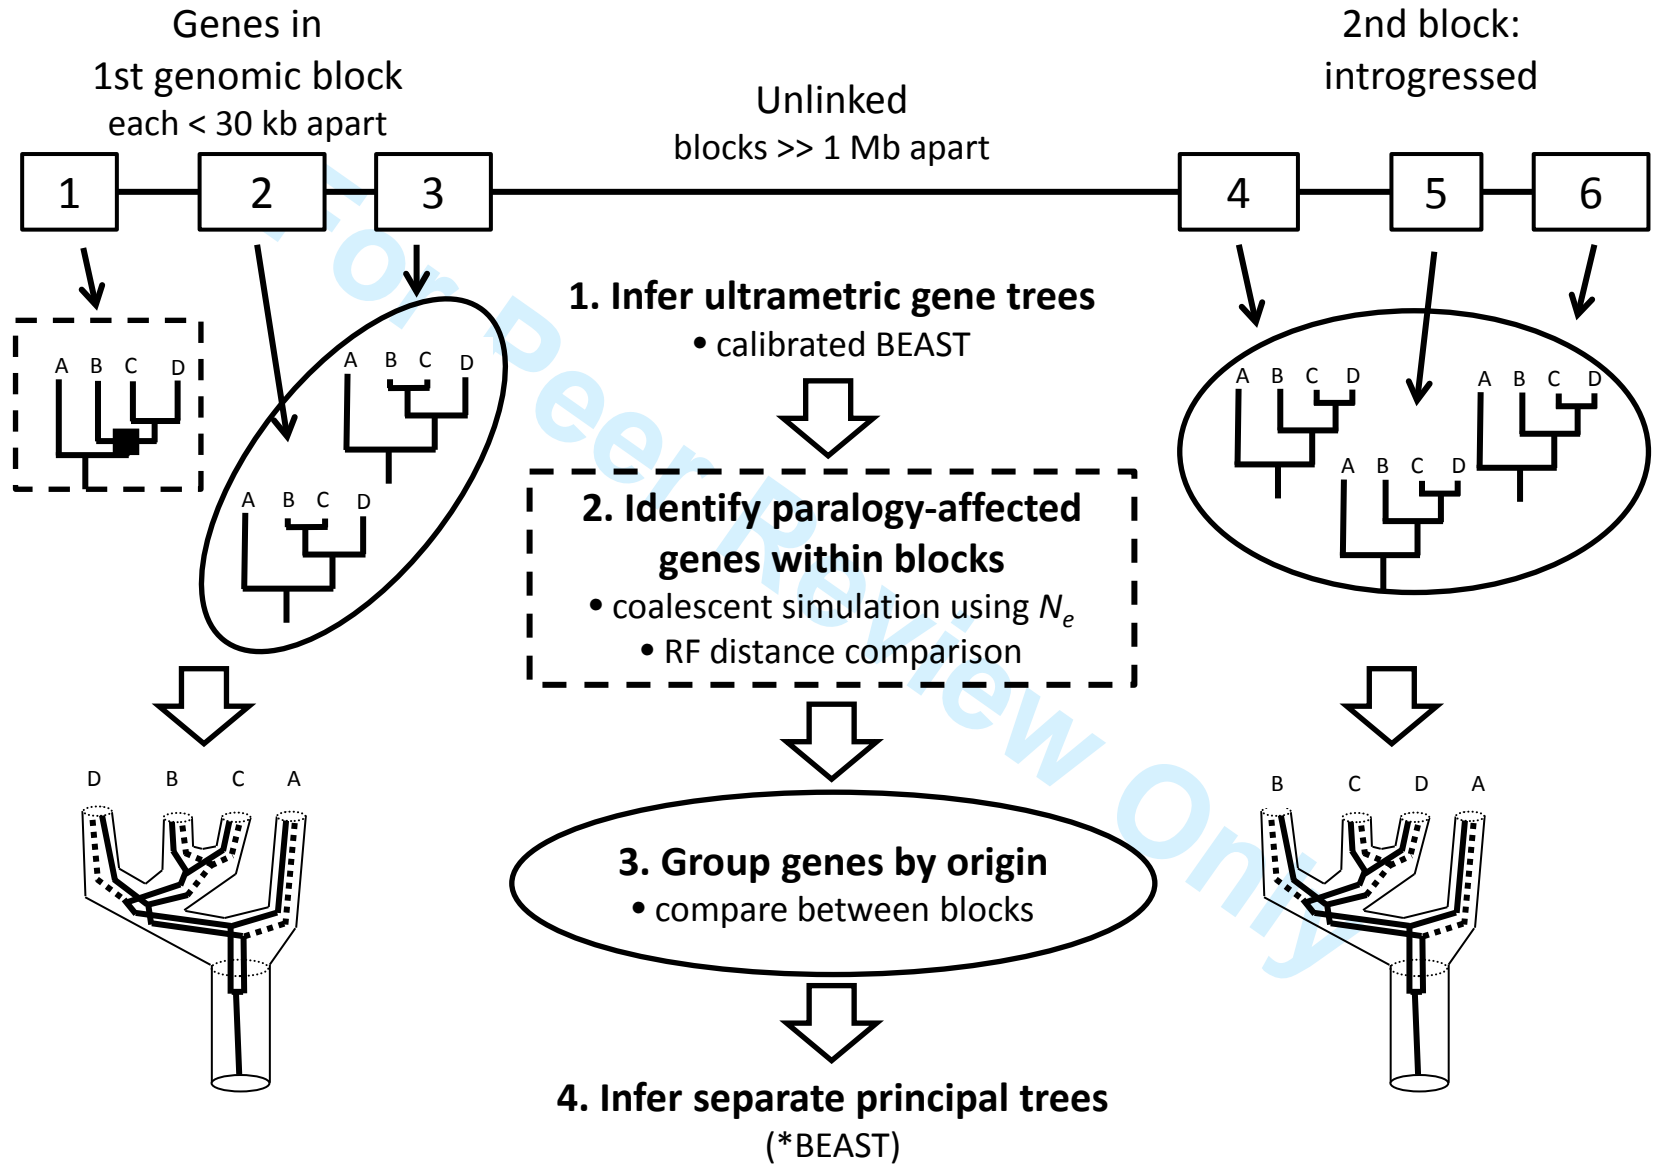 Genes in
1st genomic block
each < 30 kb apart
Unlinked
blocks >> 1 Mb apart
2nd block:
introgressed
1 2 3 4 5 6
1. Infer ultrametric gene trees
• calibrated BEAST
A B C D
A B C D
A B C D
A B C D
A B C D
A B C D
2. Identify paralogy-affected
genes within blocks
• coalescent simulation using Ne
• RF distance comparison
D B C A
B C D A
3. Group genes by origin
• compare between blocks
4. Infer separate principal trees
(*BEAST)
For Peer Review Only